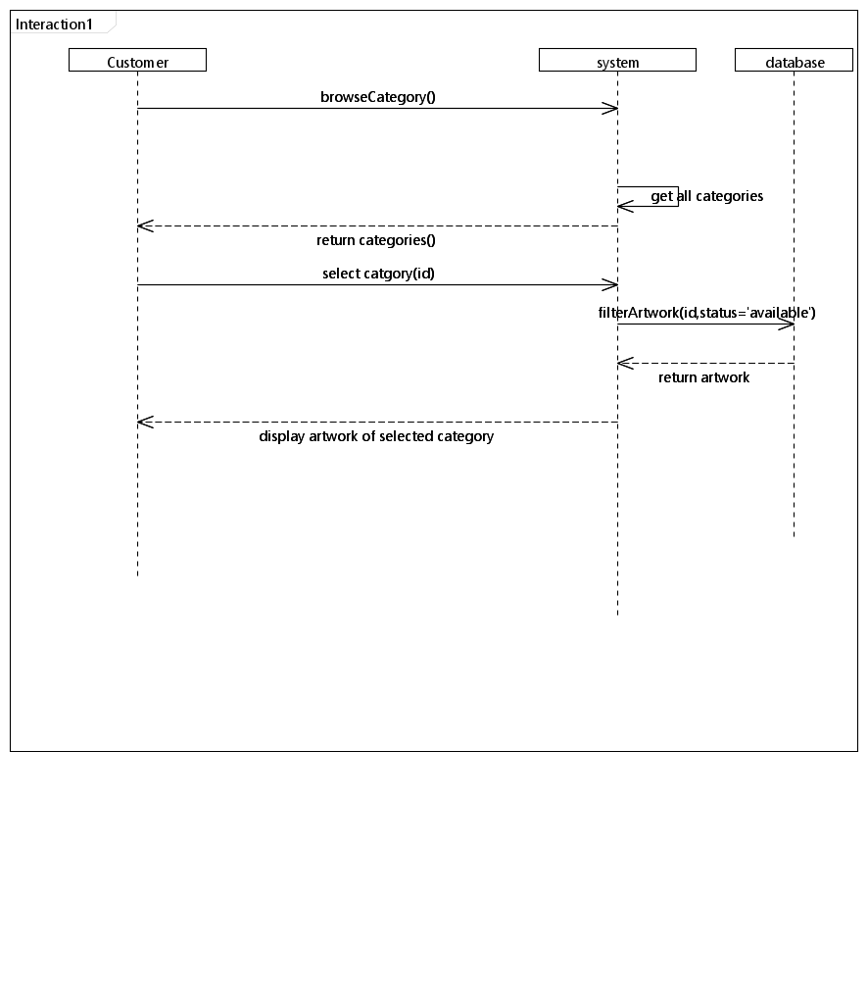 Interaction1
Customer
system
database
browseCategory()
get all categories
return categories()
select catgory(id)
filterArtwork(id,status='available')
return artwork
display artwork of selected category